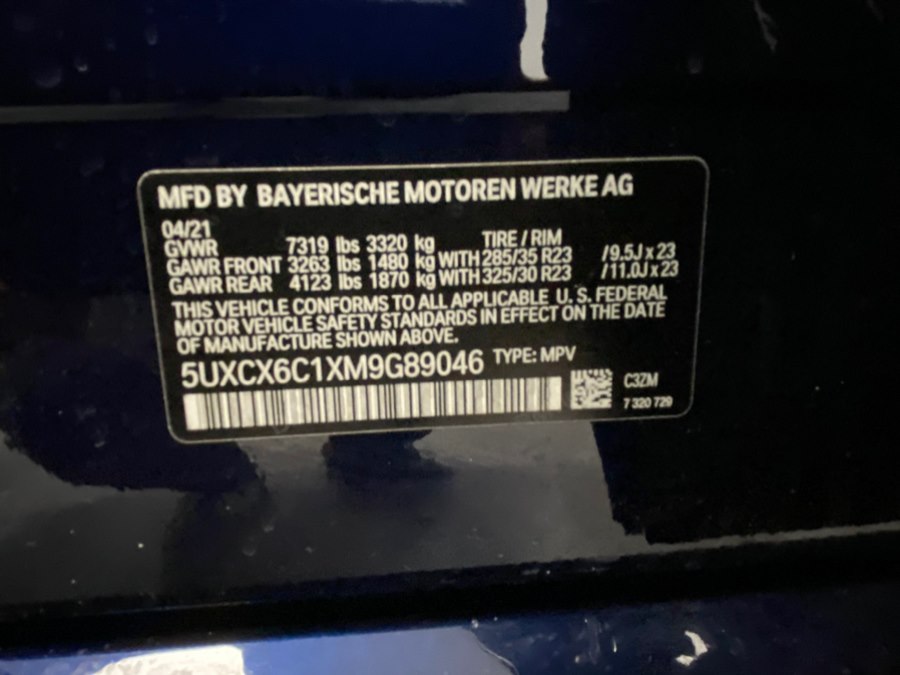 MFD BY BAYERISCHE MOTOREN WERKE AG
04/21 TIRE / RIM
GVWR 7319 lbs 3320 kg
GAWR FRONT 3263 lbs 1480 kg WITH 285/35 R23 /9.5J x 23
GAWR REAR 4123 lbs 1870 kg WITH 325/30 R23 /11.0J x 23
THIS VEHICLE CONFORMS TO ALL APPLICABLE U. S. FEDERAL
MOTOR VEHICLE SAFETY STANDARDS IN EFFECT ON THE DATE
OF MANUFACTURE SHOWN ABOVE.
5UXCX6C1XM9G89046 TYPE: MPV
C3ZM
7 320 729